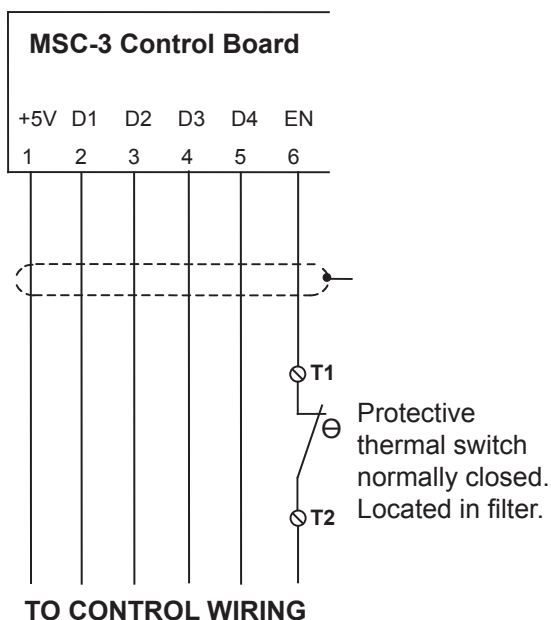 MSC-3 Control Board
+5V D1 D2 D3 D4 EN
1 2 3 4 5 6
T1
Θ
Protective
thermal switch
normally closed.
Located in filter.
T2
TO CONTROL WIRING